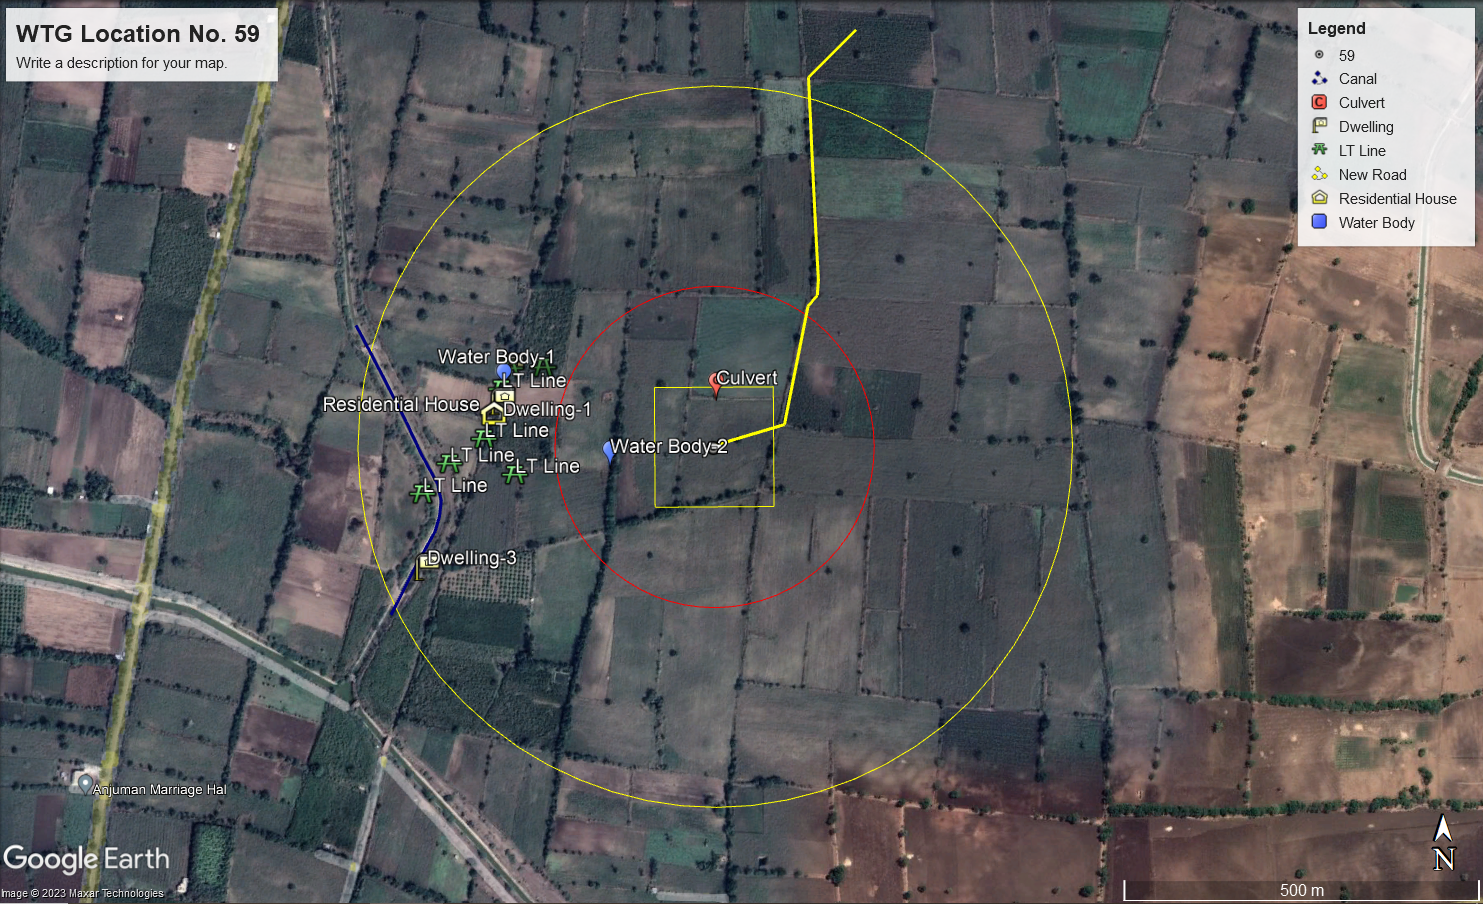 WTG Location No. 59
Write a description for your map.
Legend
59
Canal
Culvert
Dwelling
LT Line
New Road
Residential House
Water Body
Water Body-1
LT Line
Culvert
Residential House
Dwelling-1
LT Line
Water Body-2
LT Line
LT Line
LT Line
Dwelling-3
Anjuman Marriage Hal
Google Earth
N
500 m
Image © 2023 Maxar Technologies